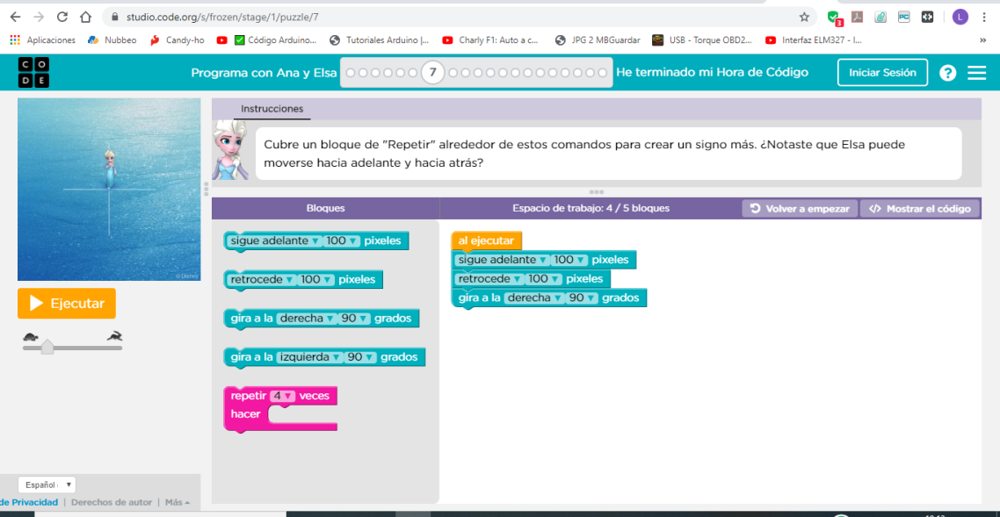 studio.code.org/s/frozen/stage/1/puzzle/7
3
PC
L
Aplicaciones Nubbeo Candy-ho Código Arduino... Tutoriales Arduino |... Charly F1: Auto a c... JPG 2 MBGuardar USB - Torque OBD2... Interfaz ELM327 - I... »
C O
D E
Programa con Ana y Elsa 7 He terminado mi Hora de Código Iniciar Sesión ?
Instrucciones
Cubre un bloque de "Repetir" alrededor de estos comandos para crear un signo más. ¿Notaste que Elsa puede
moverse hacia adelante y hacia atrás?
Bloques Espacio de trabajo: 4 / 5 bloques Volver a empezar </> Mostrar el código
sigue adelante 100 pixeles
retrocede 100 pixeles
gira a la derecha 90 grados
gira a la izquierda 90 grados
repetir 4 veces
hacer
al ejecutar
sigue adelante 100 pixeles
retrocede 100 pixeles
gira a la derecha 90 grados
© Disney
Ejecutar
Español
de Privacidad | Derechos de autor | Más